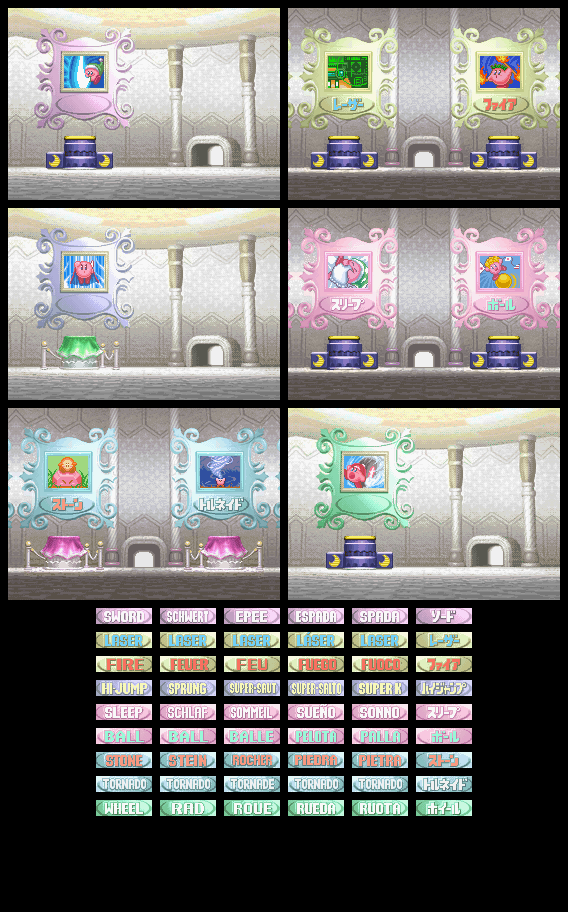 レーザー ファイア
スリープ ボール
ストーン トルネイド
SWORD SCHWERT EPEE ESPADA SPADA ソード
LASER LASER LASER LASER LASER レーザー
FIRE FEUER FEU FUEGO FUOCO ファイア
HI-JUMP SPRUNG SUPER-SAUT SUPER-SALTO SUPER K ハイジャンプ
SLEEP SCHLAF SOMMEIL SUEÑO SONNO スリープ
BALL BALL BALLE PELOTA PALLA ボール
STONE STEIN ROCHER PIEDRA PIETRA ストーン
TORNADO TORNADO TORNADE TORNADO TORNADO トルネイド
WHEEL RAD ROUE RUEDA RUOTA ホイール